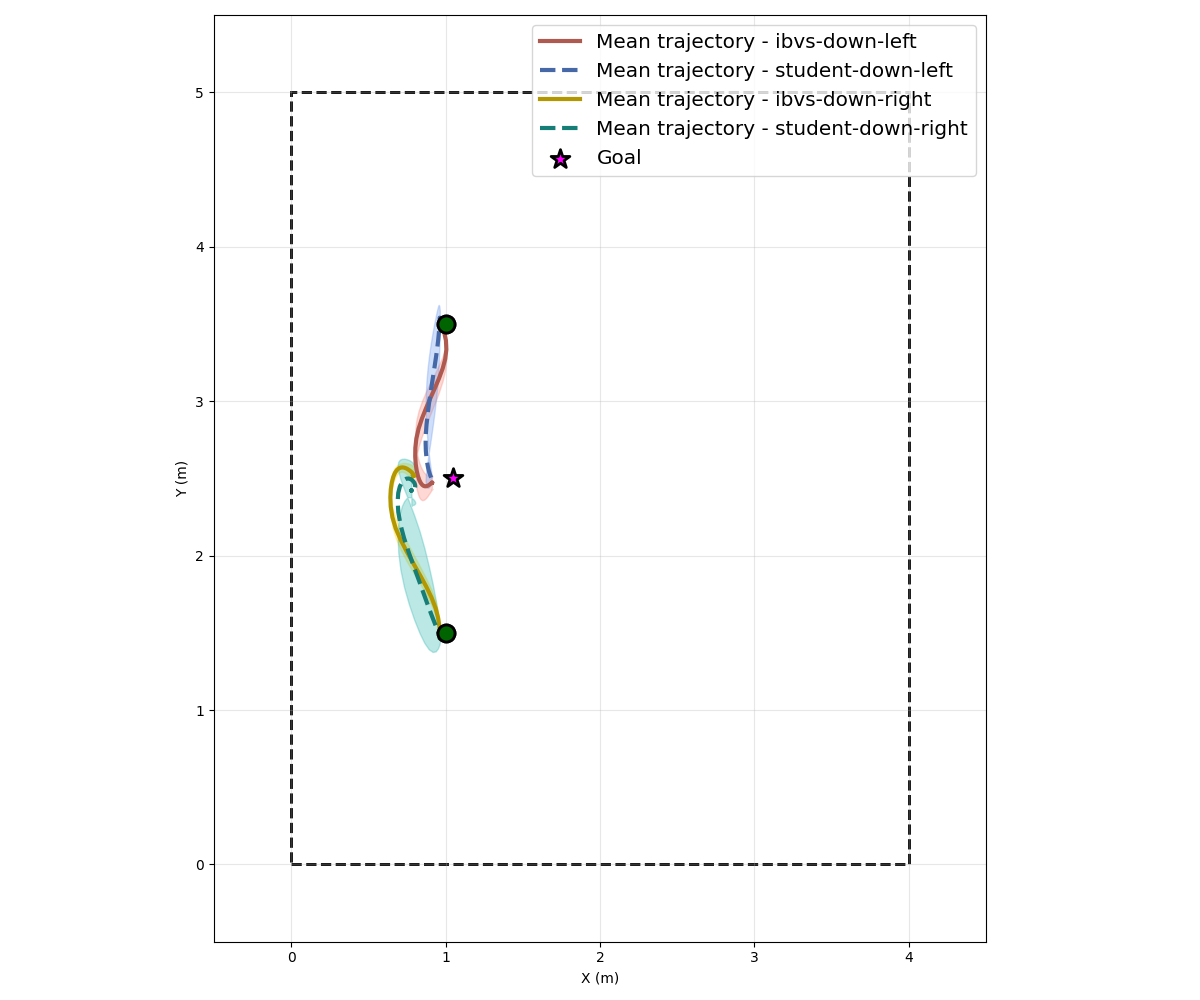 Mean trajectory - ibvs-down-left
Mean trajectory - student-down-left
Mean trajectory - ibvs-down-right
Mean trajectory - student-down-right
Goal
5
4
3
2
1
0
Y (m)
0 1 2 3 4
X (m)